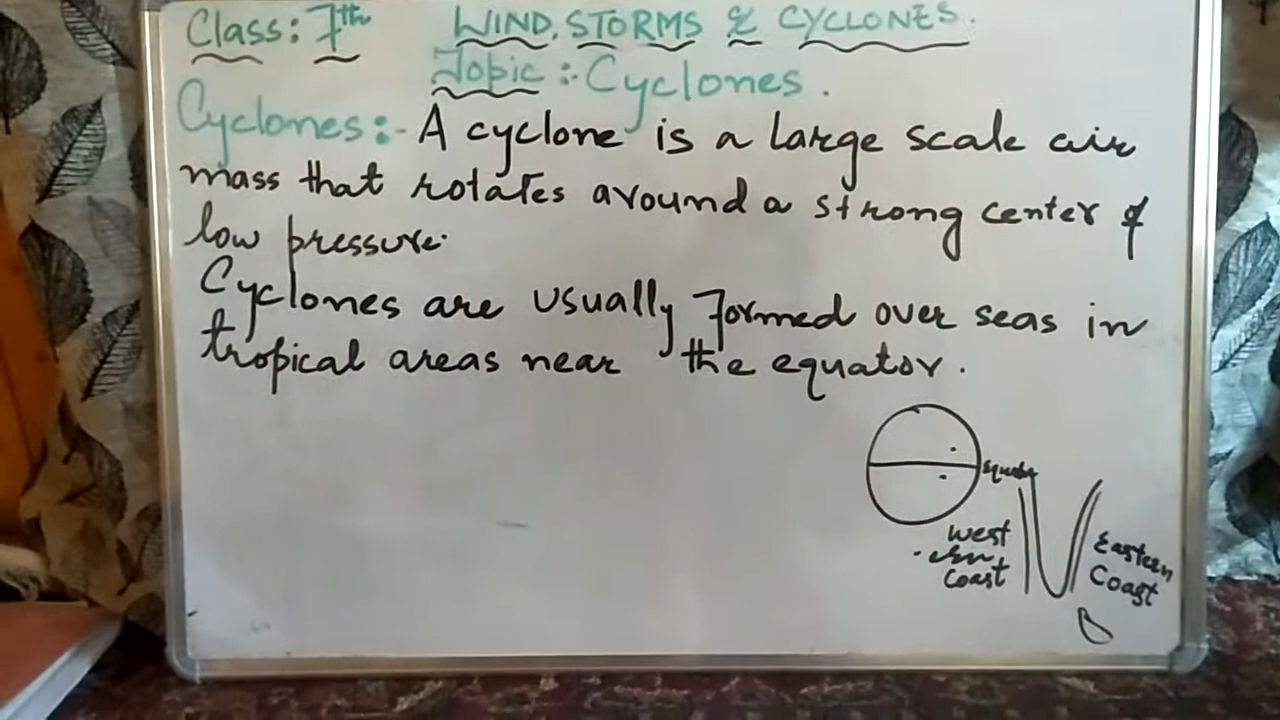 Class: 7th WIND, STORMS & CYCLONES.
Topic :- Cyclones.
Cyclones :- A cyclone is a large scale air
mass that rotates around a strong center of
low pressure.
Cyclones are usually formed over seas in
tropical areas near the equator.
Equator
West
ern
Coast
Eastern
Coast